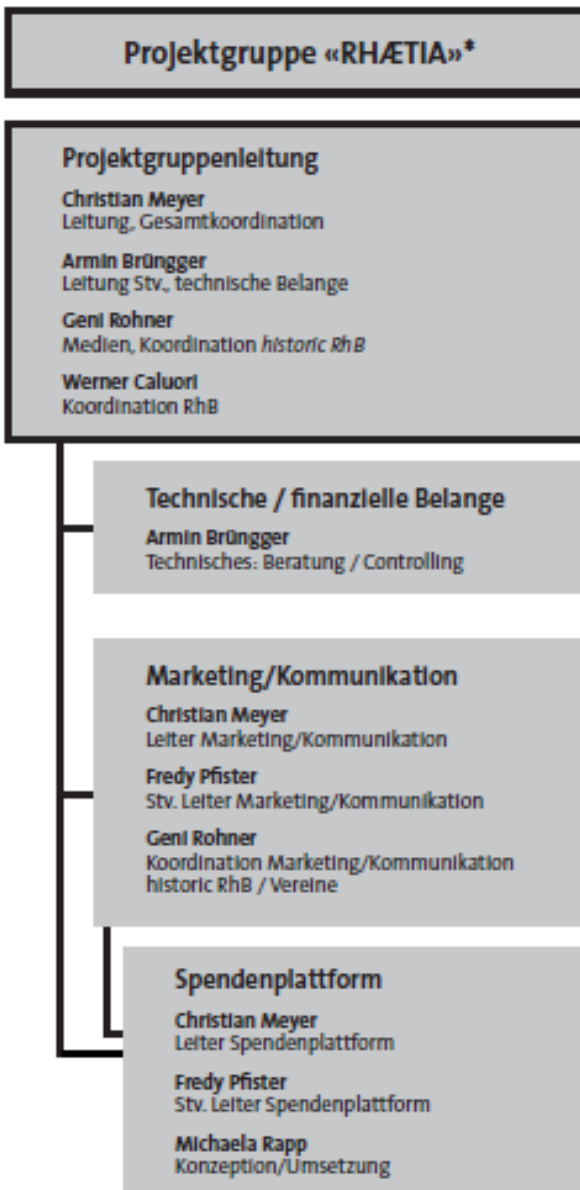 Projektgruppe «RHÆTIA»*
Projektgruppenleitung
Christian Meyer
Leitung, Gesamtkoordination
Armin Brüngger
Leitung Stv., technische Belange
Geni Rohner
Medien, Koordination historic RhB
Werner Caluori
Koordination RhB
Technische / finanzielle Belange
Armin Brüngger
Technisches: Beratung / Controlling
Marketing/Kommunikation
Christian Meyer
Leiter Marketing/Kommunikation
Fredy Pfister
Stv. Leiter Marketing/Kommunikation
Geni Rohner
Koordination Marketing/Kommunikation
historic RhB / Vereine
Spendenplattform
Christian Meyer
Leiter Spendenplattform
Fredy Pfister
Stv. Leiter Spendenplattform
Michaela Rapp
Konzeption/Umsetzung